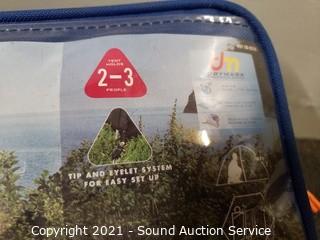 TENT
HOLDS
2-3
PEOPLE
TIP AND EYELET SYSTEM
FOR EASY SET UP
Copyright 2021 - Sound Auction Service